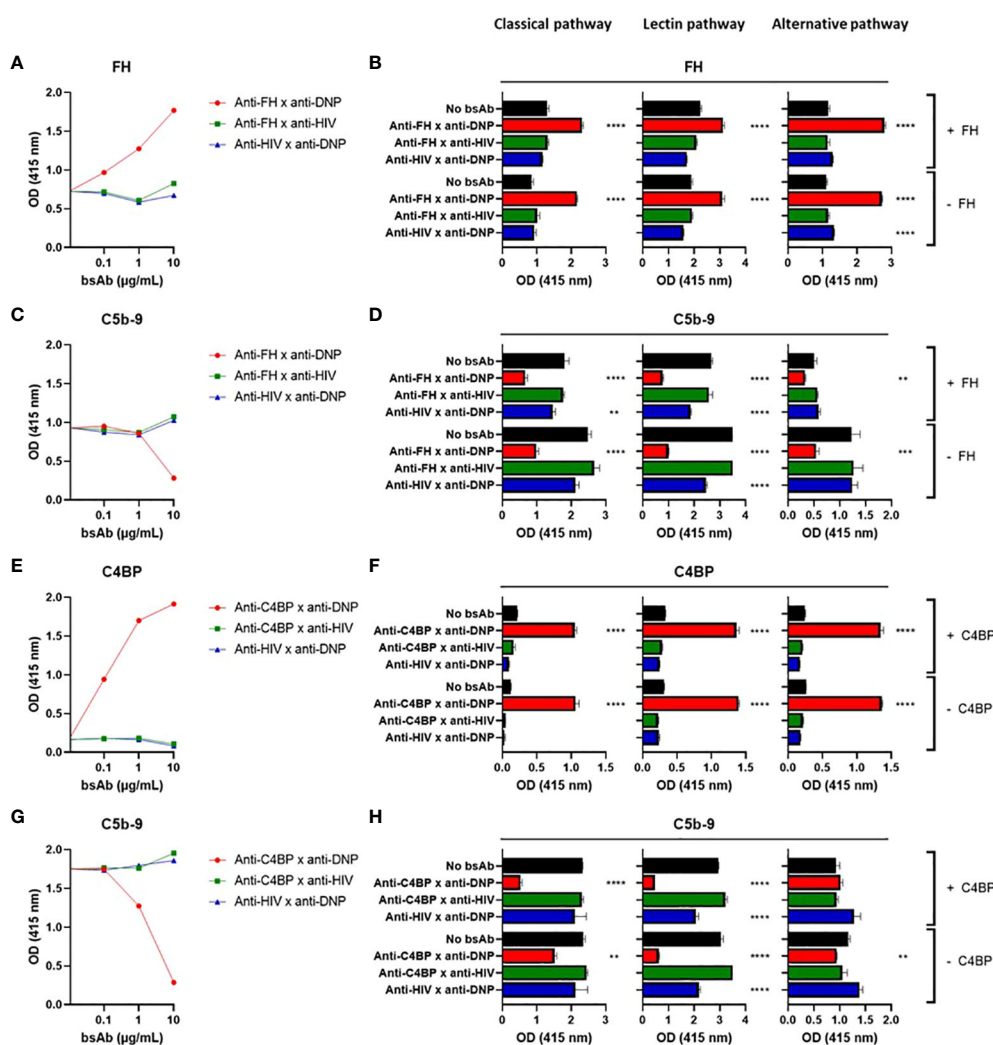 Classical pathway Lectin pathway Alternative pathway
A
FH
2.0
1.5
1.0
0.5
0.0
OD (415 nm)
0.1 1 10
bsAb (µg/mL)
Anti-FH x anti-DNP
Anti-FH x anti-HIV
Anti-HIV x anti-DNP
B
FH
No bsAb
Anti-FH x anti-DNP **** **** ****
Anti-FH x anti-HIV
Anti-HIV x anti-DNP
+ FH
No bsAb
Anti-FH x anti-DNP **** **** ****
Anti-FH x anti-HIV
Anti-HIV x anti-DNP ****
- FH
0 1 2 3 0 1 2 3 4 0 1 2 3
OD (415 nm) OD (415 nm) OD (415 nm)
C
C5b-9
2.0
1.5
1.0
0.5
0.0
OD (415 nm)
0.1 1 10
bsAb (µg/mL)
Anti-FH x anti-DNP
Anti-FH x anti-HIV
Anti-HIV x anti-DNP
D
C5b-9
No bsAb
Anti-FH x anti-DNP **** **** **
Anti-FH x anti-HIV
Anti-HIV x anti-DNP ** ****
+ FH
No bsAb
Anti-FH x anti-DNP **** **** ***
Anti-FH x anti-HIV
Anti-HIV x anti-DNP ****
- FH
0 1 2 3 0 1 2 3 4 0.0 0.5 1.0 1.5 2.0
OD (415 nm) OD (415 nm) OD (415 nm)
E
C4BP
2.0
1.5
1.0
0.5
0.0
OD (415 nm)
0.1 1 10
bsAb (µg/mL)
Anti-C4BP x anti-DNP
Anti-C4BP x anti-HIV
Anti-HIV x anti-DNP
F
C4BP
No bsAb
Anti-C4BP x anti-DNP **** **** ****
Anti-C4BP x anti-HIV
Anti-HIV x anti-DNP
+ C4BP
No bsAb
Anti-C4BP x anti-DNP **** **** ****
Anti-C4BP x anti-HIV
Anti-HIV x anti-DNP
- C4BP
0.0 0.5 1.0 1.5 0.0 0.5 1.0 1.5 0.0 0.5 1.0 1.5
OD (415 nm) OD (415 nm) OD (415 nm)
G
C5b-9
2.0
1.5
1.0
0.5
0.0
OD (415 nm)
0.1 1 10
bsAb (µg/mL)
Anti-C4BP x anti-DNP
Anti-C4BP x anti-HIV
Anti-HIV x anti-DNP
H
C5b-9
No bsAb
Anti-C4BP x anti-DNP **** ****
Anti-C4BP x anti-HIV
Anti-HIV x anti-DNP ****
+ C4BP
No bsAb
Anti-C4BP x anti-DNP ** **** **
Anti-C4BP x anti-HIV
Anti-HIV x anti-DNP ****
- C4BP
0 1 2 3 0 1 2 3 4 0.0 0.5 1.0 1.5 2.0
OD (415 nm) OD (415 nm) OD (415 nm)